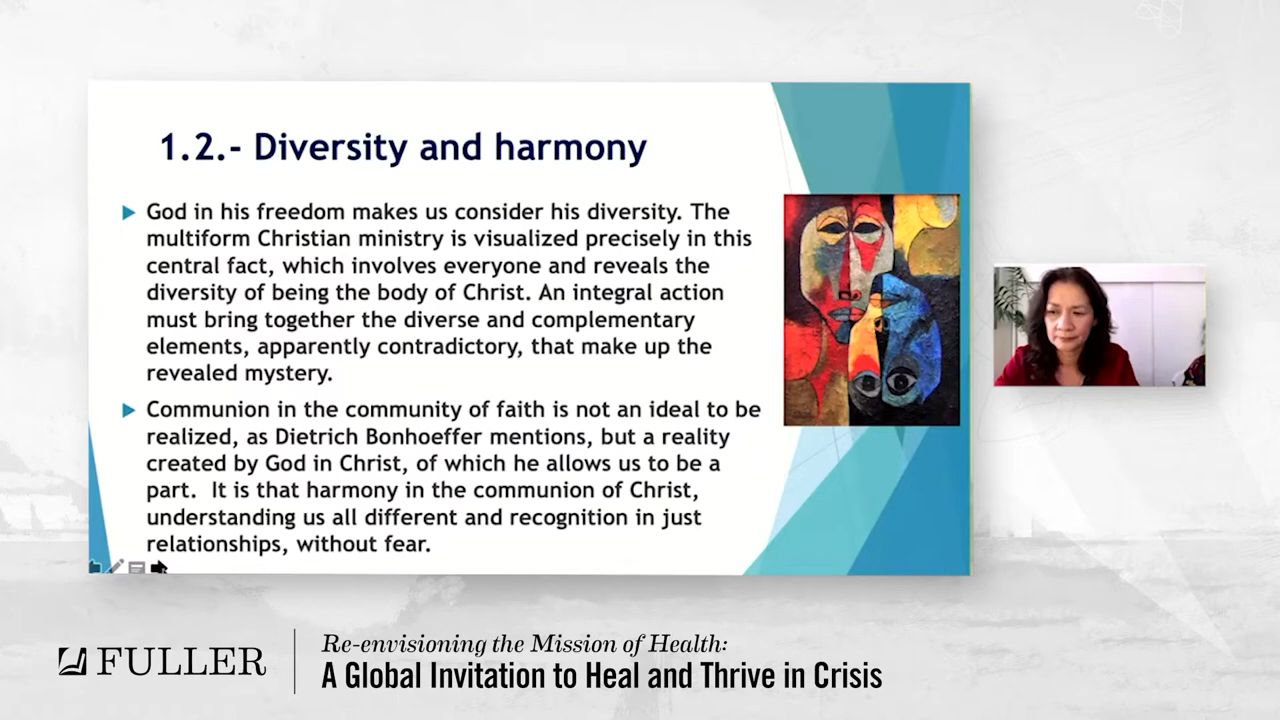 1.2.- Diversity and harmony
God in his freedom makes us consider his diversity. The
multiform Christian ministry is visualized precisely in this
central fact, which involves everyone and reveals the
diversity of being the body of Christ. An integral action
must bring together the diverse and complementary
elements, apparently contradictory, that make up the
revealed mystery.
Communion in the community of faith is not an ideal to be
realized, as Dietrich Bonhoeffer mentions, but a reality
created by God in Christ, of which he allows us to be a
part. It is that harmony in the communion of Christ,
understanding us all different and recognition in just
relationships, without fear.
FULLER
Re-envisioning the Mission of Health:
A Global Invitation to Heal and Thrive in Crisis